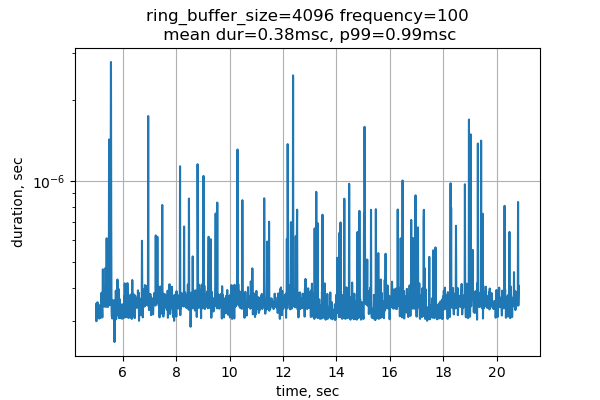 ring_buffer_size=4096 frequency=100
mean dur=0.38msc, p99=0.99msc
duration, sec
10⁻⁶
6 8 10 12 14 16 18 20
time, sec